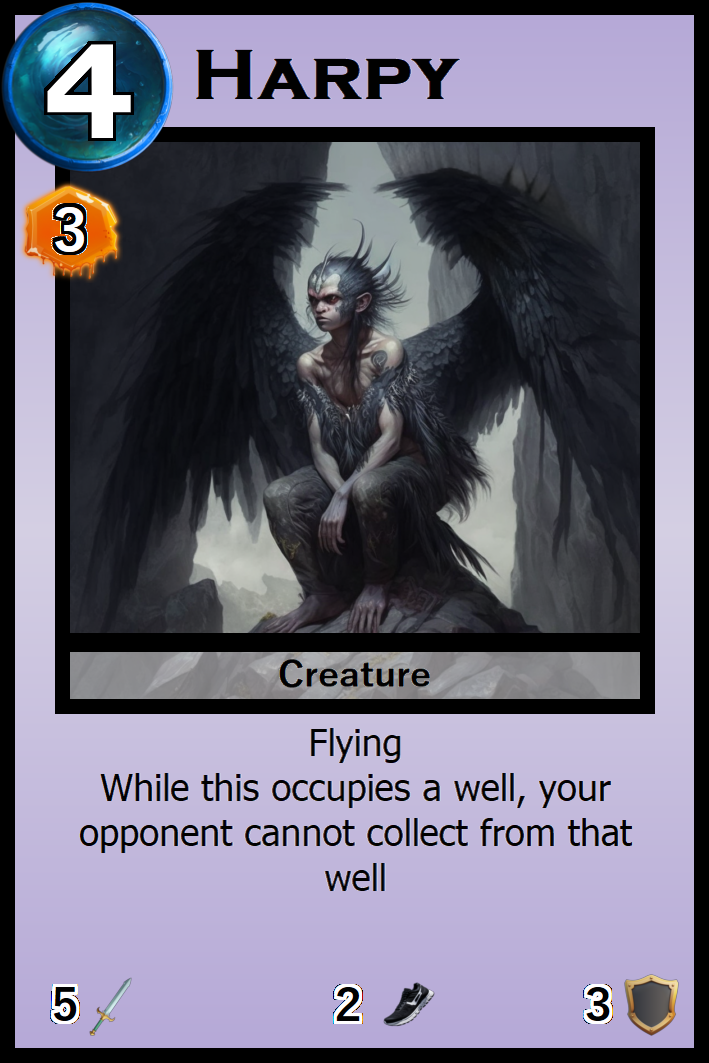 4
Harpy
3
Creature
Flying
While this occupies a well, your
opponent cannot collect from that
well
5
2
3